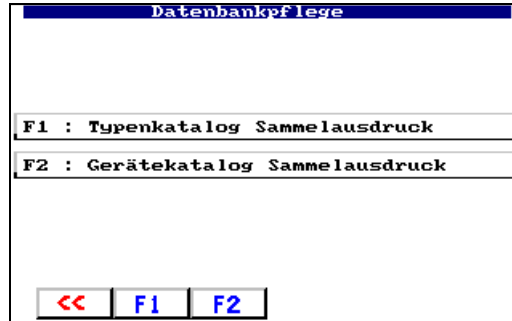 Datenbankpflege
F1 : Typenkatalog Sammelausdruck
F2 : Gerätekatalog Sammelausdruck
<< F1 F2